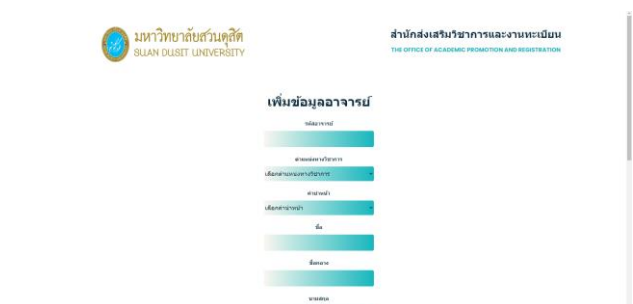 มหาวิทยาลัยสวนดุสิต
SUAN DUSIT UNIVERSITY
สำนักส่งเสริมวิชาการและงานทะเบียน
THE OFFICE OF ACADEMIC PROMOTION AND REGISTRATION
เพิ่มข้อมูลอาจารย์
รหัสอาจารย์
ตำแหน่งทางวิชาการ
เลือกตำแหน่งทางวิชาการ
คำนำหน้า
เลือกคำนำหน้า
ชื่อ
ชื่อกลาง
นามสกุล